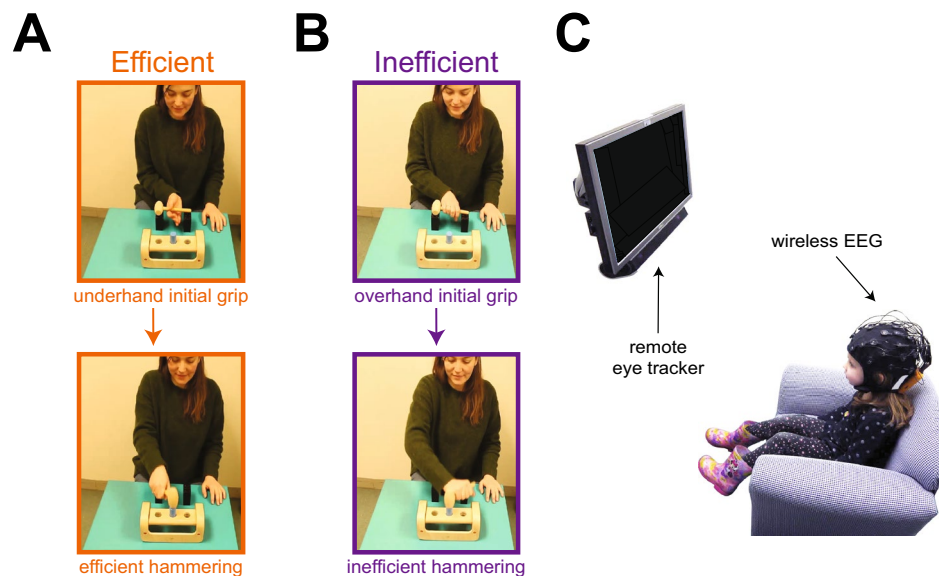 A
Efficient
underhand initial grip
efficient hammering
B
Inefficient
overhand initial grip
inefficient hammering
C
remote
eye tracker
wireless EEG